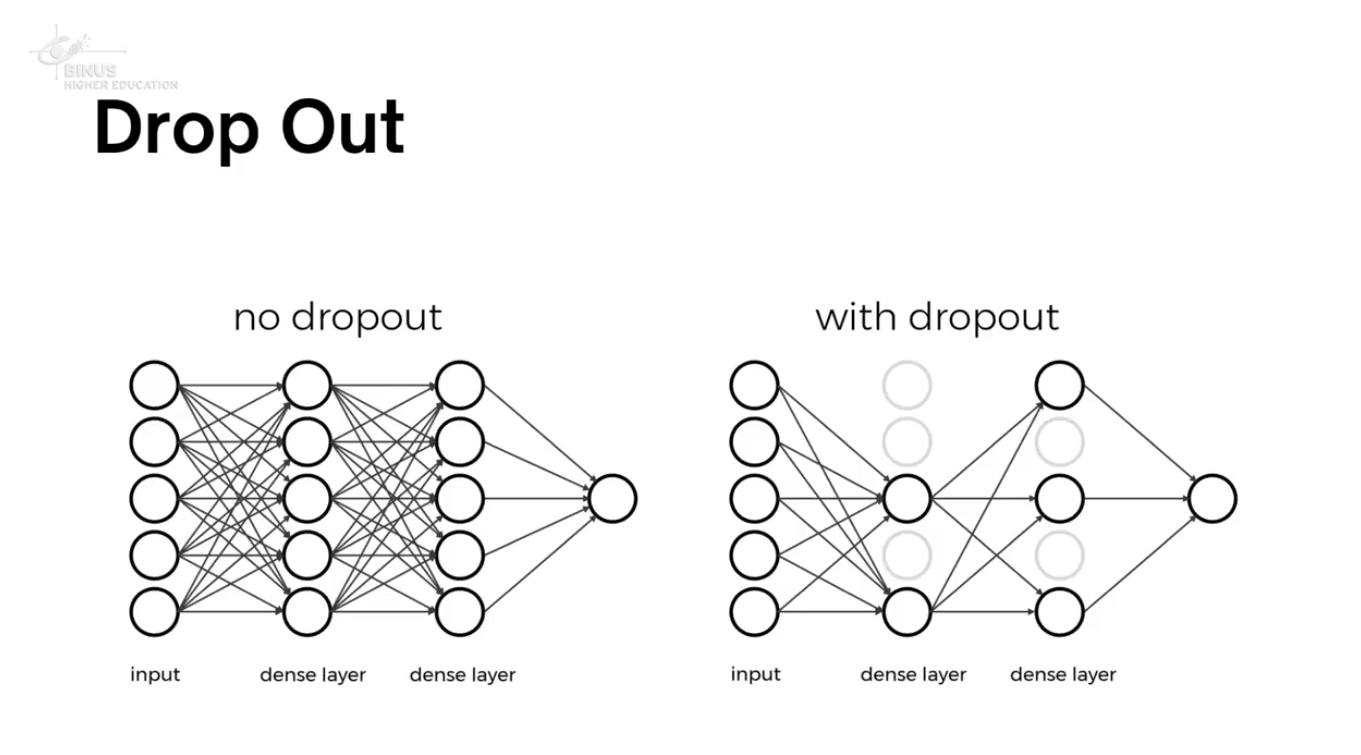 BINUS
HIGHER EDUCATION
Drop Out
no dropout
input
dense layer
dense layer
with dropout
input
dense layer
dense layer